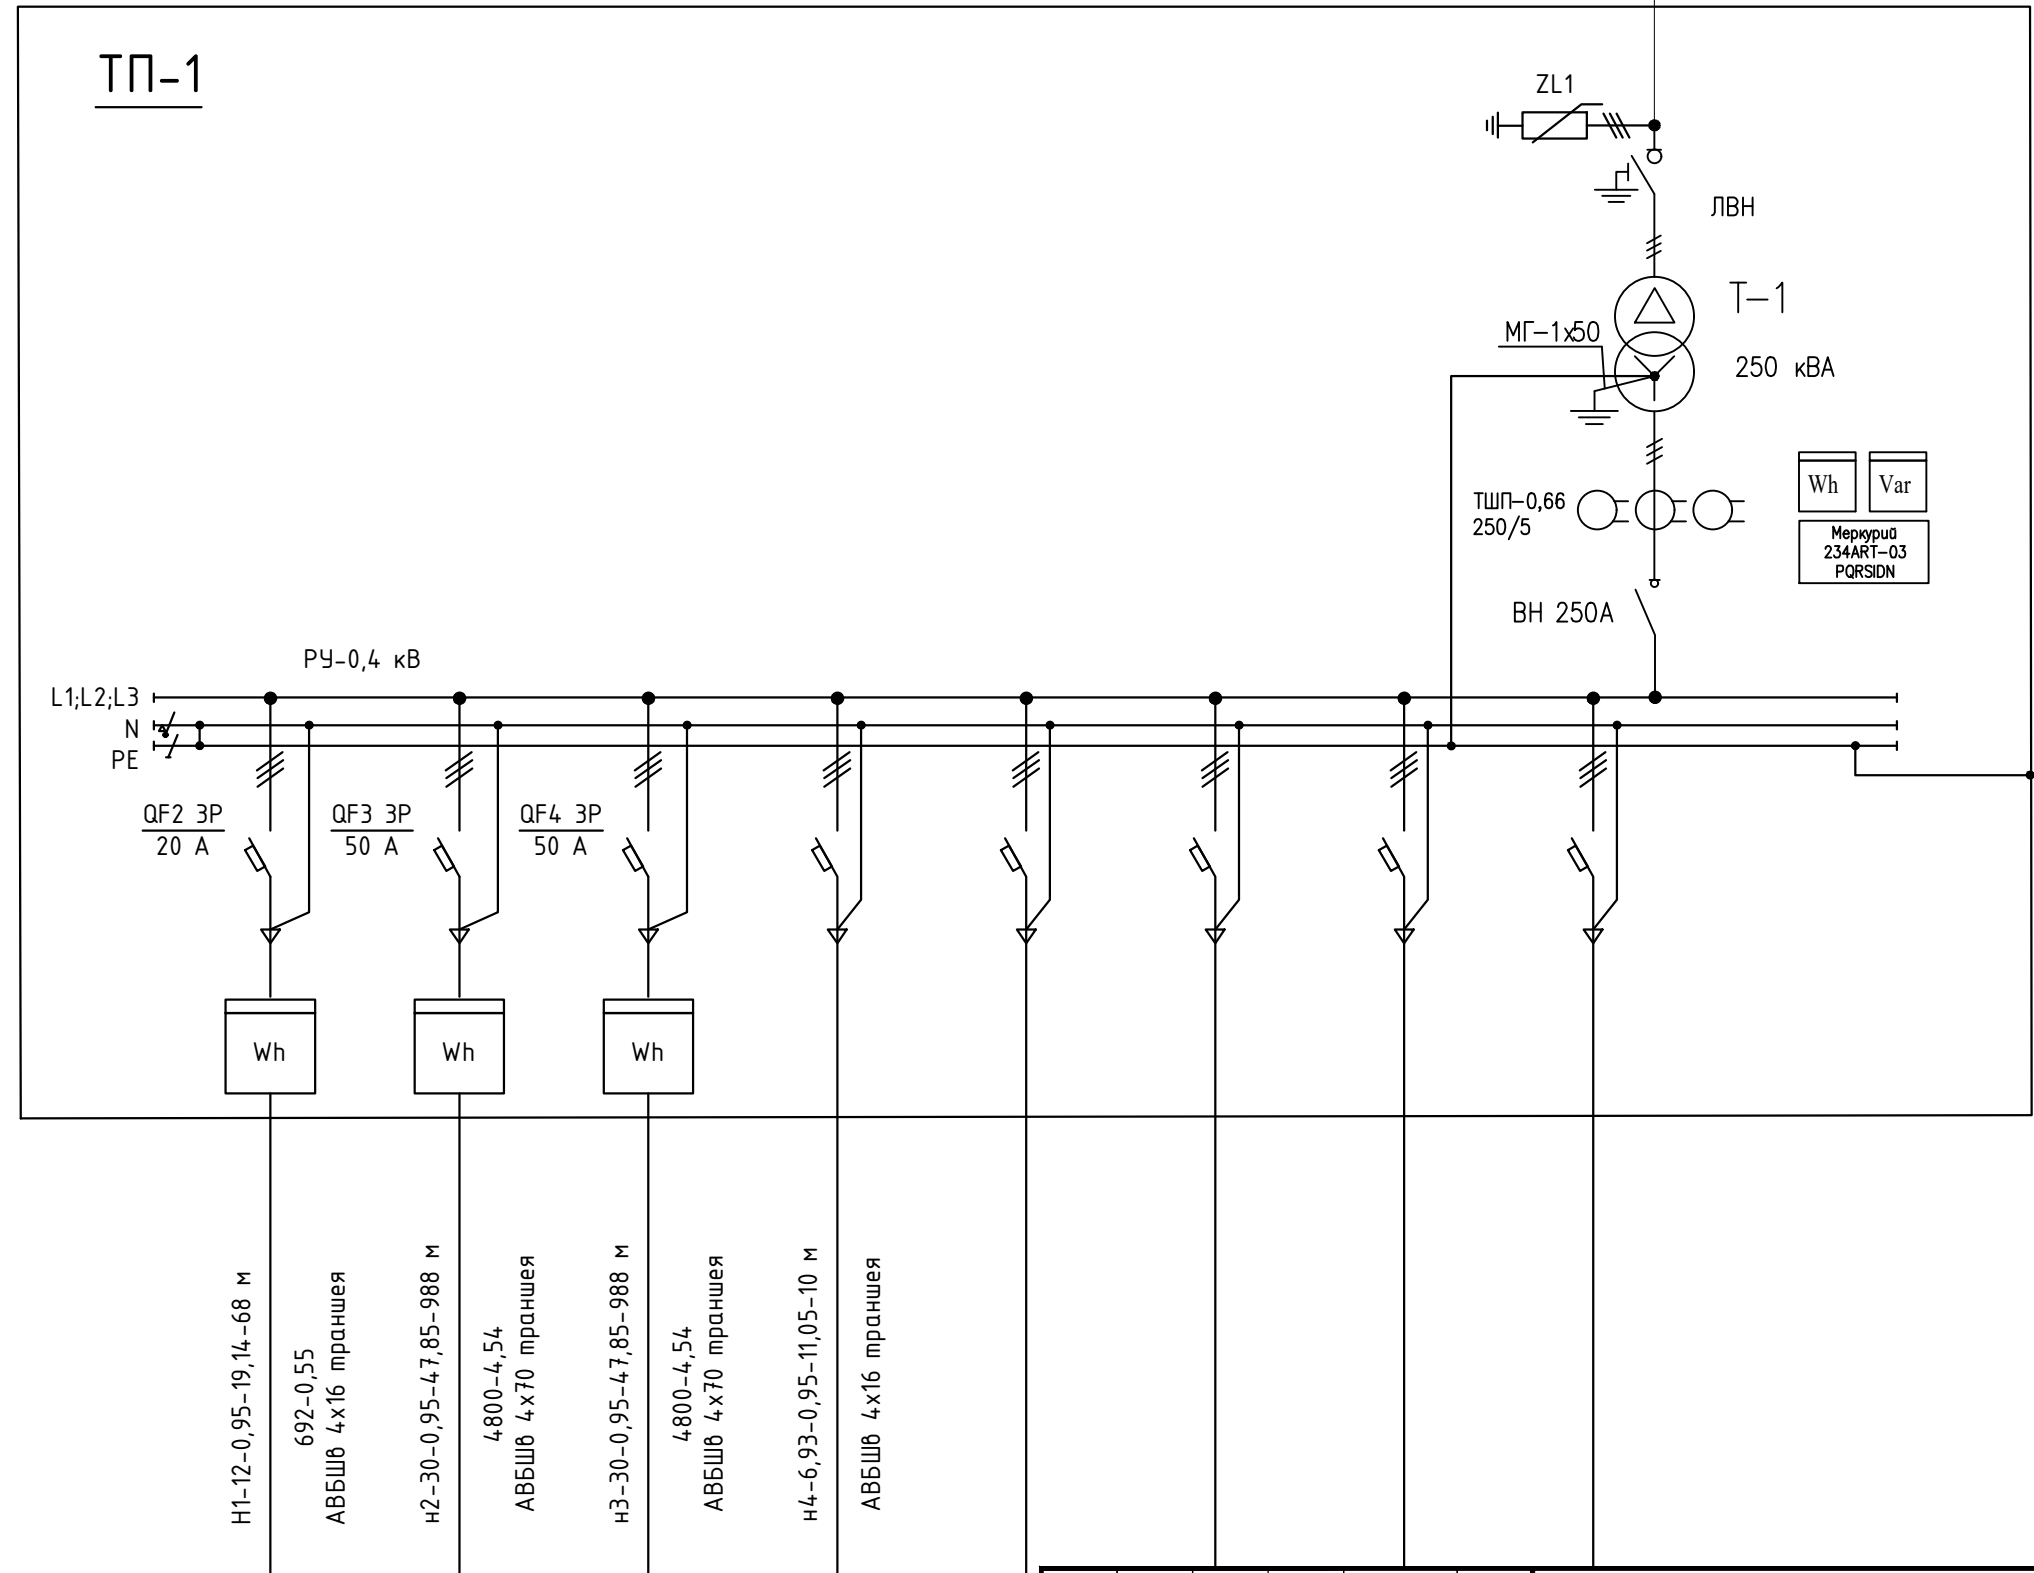 ТП-1
ZL1
ЛВН
Т-1
МГ-1х50
250 кВА
ТШП-0,66
250/5
Wh
Var
Меркурий
234ART-03
PQRSIDN
ВН 250А
РУ-0,4 кВ
L1;L2;L3
N
PE
QF2 3P
20 А
QF3 3P
50 А
QF4 3P
50 А
Wh
Wh
Wh
Н1-12-0,95-19,14-68 м
692-0,55
АВБШв 4х16 траншея
н2-30-0,95-47,85-988 м
4800-4,54
АВБШв 4х70 траншея
н3-30-0,95-47,85-988 м
4800-4,54
АВБШв 4х70 траншея
н4-6,93-0,95-11,05-10 м
АВБШв 4х16 траншея